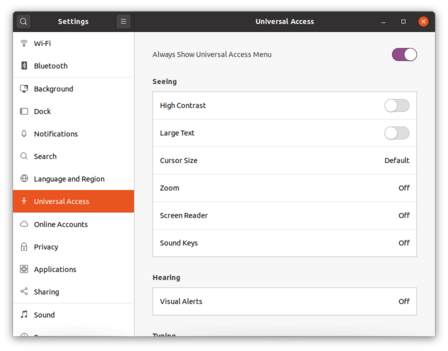 Settings
Universal Access
Wi-Fi
Bluetooth
Background
Dock
Notifications
Search
Language and Region
Universal Access
Online Accounts
Privacy
Applications
Sharing
Sound
Always Show Universal Access Menu
Seeing
High Contrast
Large Text
Cursor Size Default
Zoom Off
Screen Reader Off
Sound Keys Off
Hearing
Visual Alerts Off
Typing